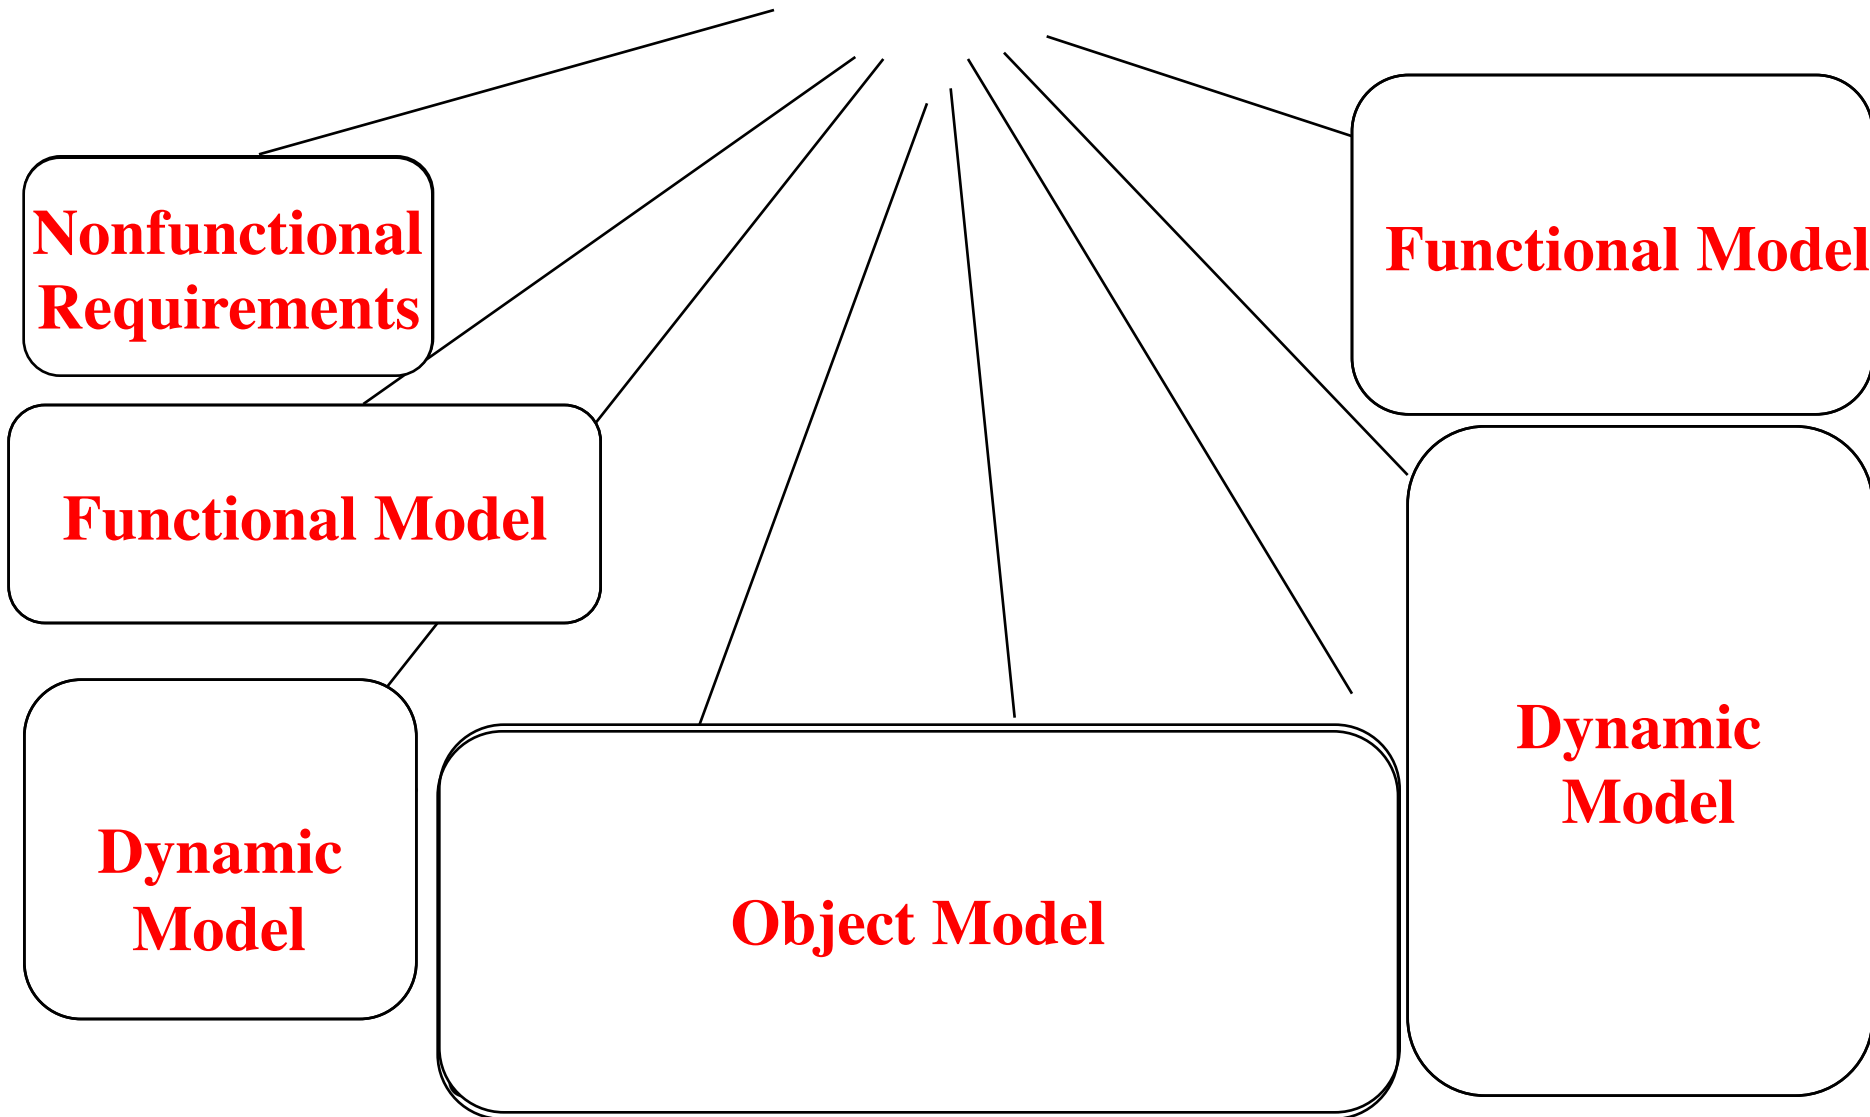 Nonfunctional
Requirements
Functional Model
Functional Model
Dynamic
Model
Object Model
Dynamic
Model